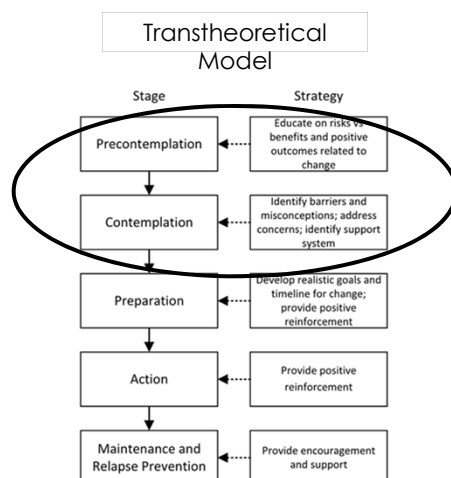 Transtheoretical
Model
Stage
Strategy
Precontemplation
Educate on risks vs
benefits and positive
outcomes related to
change
Contemplation
Identify barriers and
misconceptions; address
concerns; identify support
system
Preparation
Develop realistic goals and
timeline for change;
provide positive
reinforcement
Action
Provide positive
reinforcement
Maintenance and
Relapse Prevention
Provide encouragement
and support